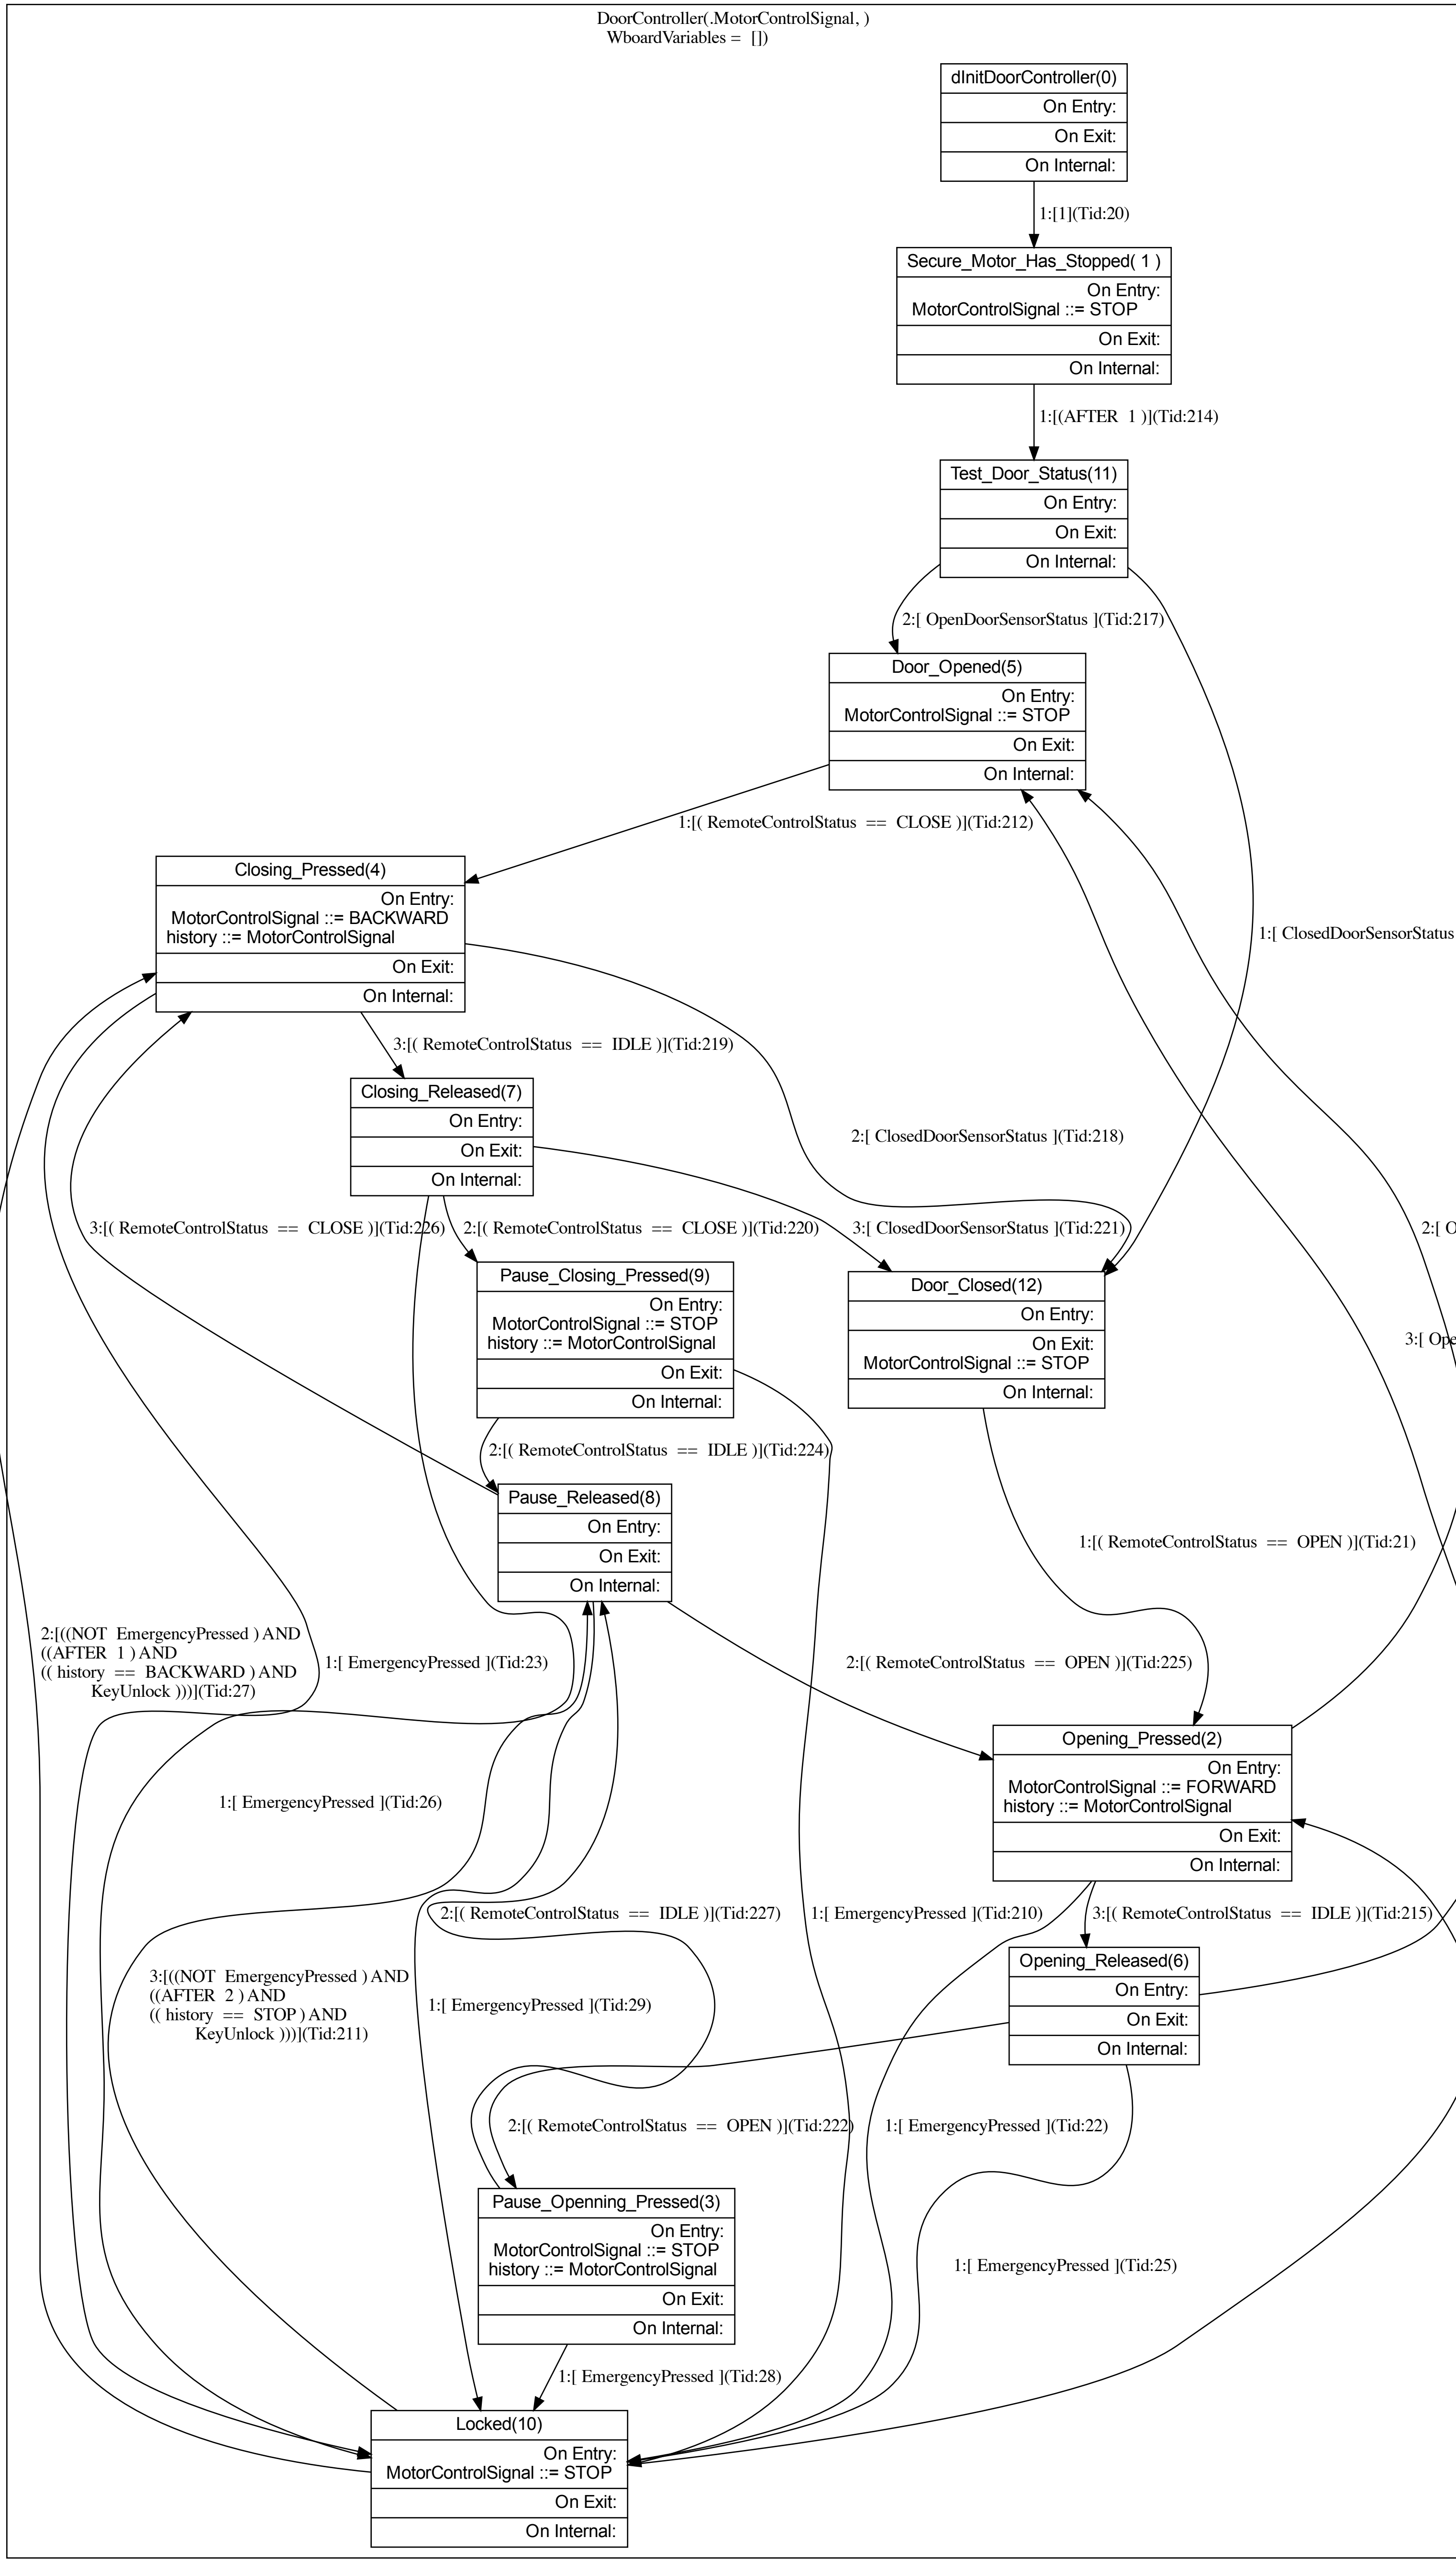 DoorController(.MotorControlSignal, )
WboardVariables = [])
dInitDoorController(0)
On Entry:
On Exit:
On Internal:
1:[1](Tid:20)
Secure_Motor_Has_Stopped( 1 )
On Entry:
MotorControlSignal ::= STOP
On Exit:
On Internal:
1:[(AFTER 1 )](Tid:214)
Test_Door_Status(11)
On Entry:
On Exit:
On Internal:
2:[ OpenDoorSensorStatus ](Tid:217)
Door_Opened(5)
On Entry:
MotorControlSignal ::= STOP
On Exit:
On Internal:
1:[( RemoteControlStatus == CLOSE )](Tid:212)
Closing_Pressed(4)
On Entry:
MotorControlSignal ::= BACKWARD
history ::= MotorControlSignal
On Exit:
On Internal:
1:[ ClosedDoorSensorStatus
3:[( RemoteControlStatus == IDLE )](Tid:219)
Closing_Released(7)
On Entry:
On Exit:
On Internal:
2:[ ClosedDoorSensorStatus ](Tid:218)
3:[( RemoteControlStatus == CLOSE )](Tid:226)
2:[( RemoteControlStatus == CLOSE )](Tid:220)
3:[ ClosedDoorSensorStatus ](Tid:221)
2:[ O
Pause_Closing_Pressed(9)
On Entry:
MotorControlSignal ::= STOP
history ::= MotorControlSignal
On Exit:
On Internal:
Door_Closed(12)
On Entry:
On Exit:
MotorControlSignal ::= STOP
On Internal:
3:[ Ope
2:[( RemoteControlStatus == IDLE )](Tid:224)
Pause_Released(8)
On Entry:
On Exit:
On Internal:
1:[( RemoteControlStatus == OPEN )](Tid:21)
2:[((NOT EmergencyPressed ) AND
((AFTER 1 ) AND
(( history == BACKWARD ) AND
KeyUnlock )))](Tid:27)
1:[ EmergencyPressed ](Tid:23)
2:[( RemoteControlStatus == OPEN )](Tid:225)
Opening_Pressed(2)
On Entry:
MotorControlSignal ::= FORWARD
history ::= MotorControlSignal
On Exit:
On Internal:
1:[ EmergencyPressed ](Tid:26)
2:[( RemoteControlStatus == IDLE )](Tid:227)
1:[ EmergencyPressed ](Tid:210)
3:[( RemoteControlStatus == IDLE )](Tid:215)
Opening_Released(6)
On Entry:
On Exit:
On Internal:
3:[((NOT EmergencyPressed ) AND
((AFTER 2 ) AND
(( history == STOP ) AND
KeyUnlock )))](Tid:211)
1:[ EmergencyPressed ](Tid:29)
2:[( RemoteControlStatus == OPEN )](Tid:222)
1:[ EmergencyPressed ](Tid:22)
Pause_Openning_Pressed(3)
On Entry:
MotorControlSignal ::= STOP
history ::= MotorControlSignal
On Exit:
On Internal:
1:[ EmergencyPressed ](Tid:25)
1:[ EmergencyPressed ](Tid:28)
Locked(10)
On Entry:
MotorControlSignal ::= STOP
On Exit:
On Internal: